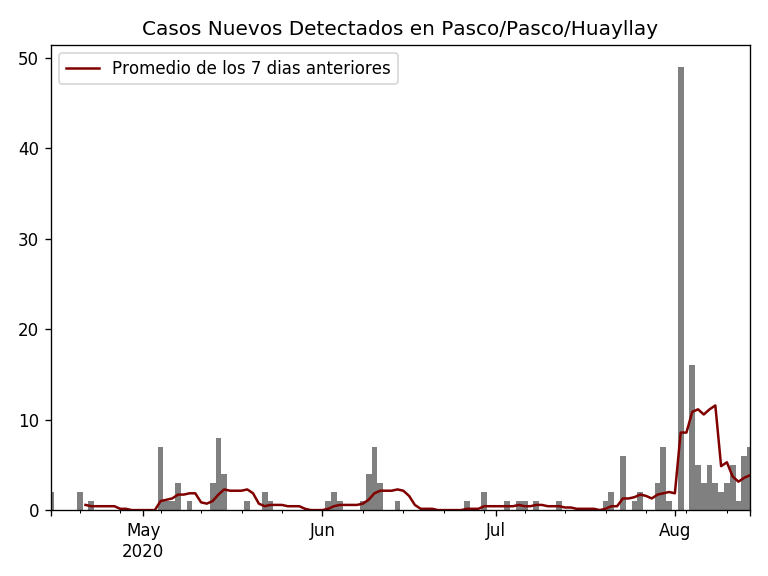 Casos Nuevos Detectados en Pasco/Pasco/Huayllay
Promedio de los 7 dias anteriores
50
40
30
20
10
0
May
2020
Jun
Jul
Aug